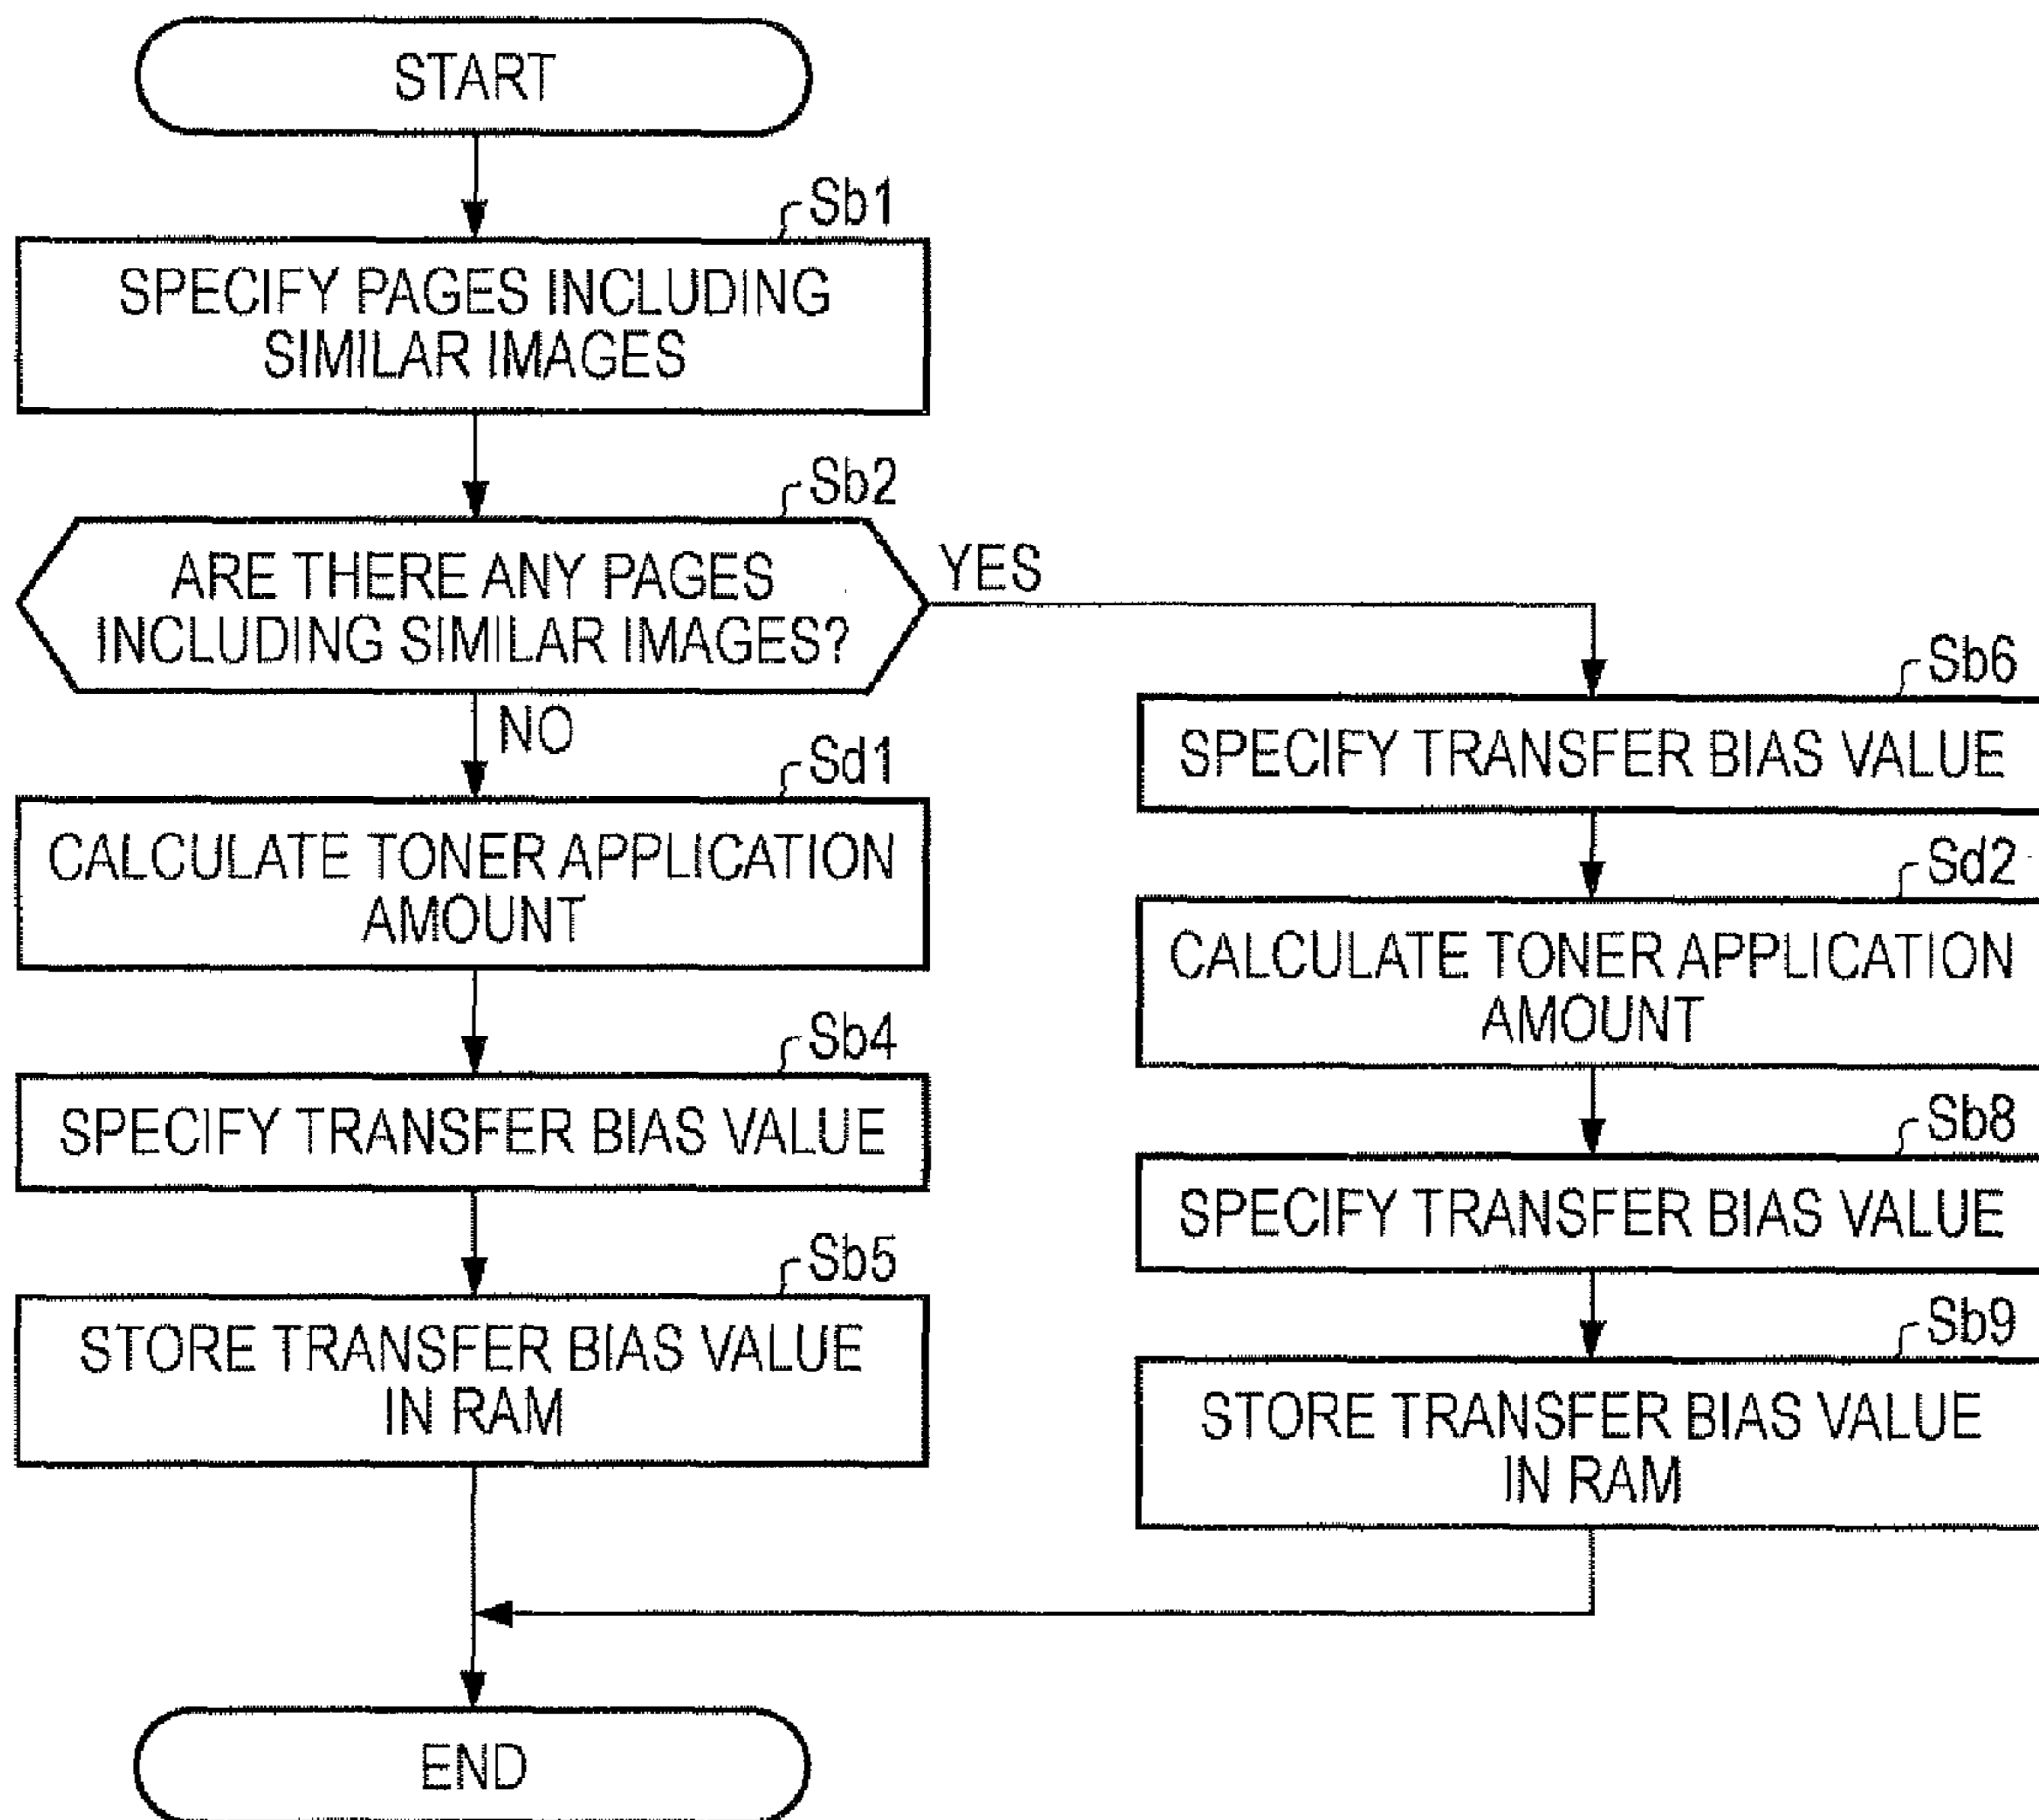 START
Sb1
SPECIFY PAGES INCLUDING
SIMILAR IMAGES
Sb2
ARE THERE ANY PAGES
INCLUDING SIMILAR IMAGES?
YES
NO
Sd1
CALCULATE TONER APPLICATION
AMOUNT
Sb4
SPECIFY TRANSFER BIAS VALUE
Sb5
STORE TRANSFER BIAS VALUE
IN RAM
Sb6
SPECIFY TRANSFER BIAS VALUE
Sd2
CALCULATE TONER APPLICATION
AMOUNT
Sb8
SPECIFY TRANSFER BIAS VALUE
Sb9
STORE TRANSFER BIAS VALUE
IN RAM
END